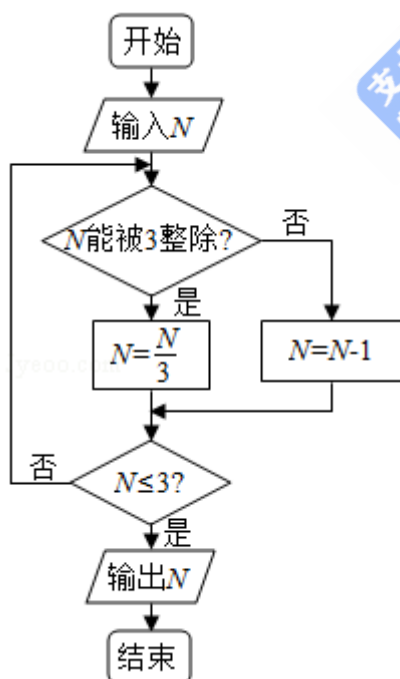 开始
输入N
N能被3整除?
否
是
N=N/3
N=N-1
否
N≤3?
是
输出N
结束